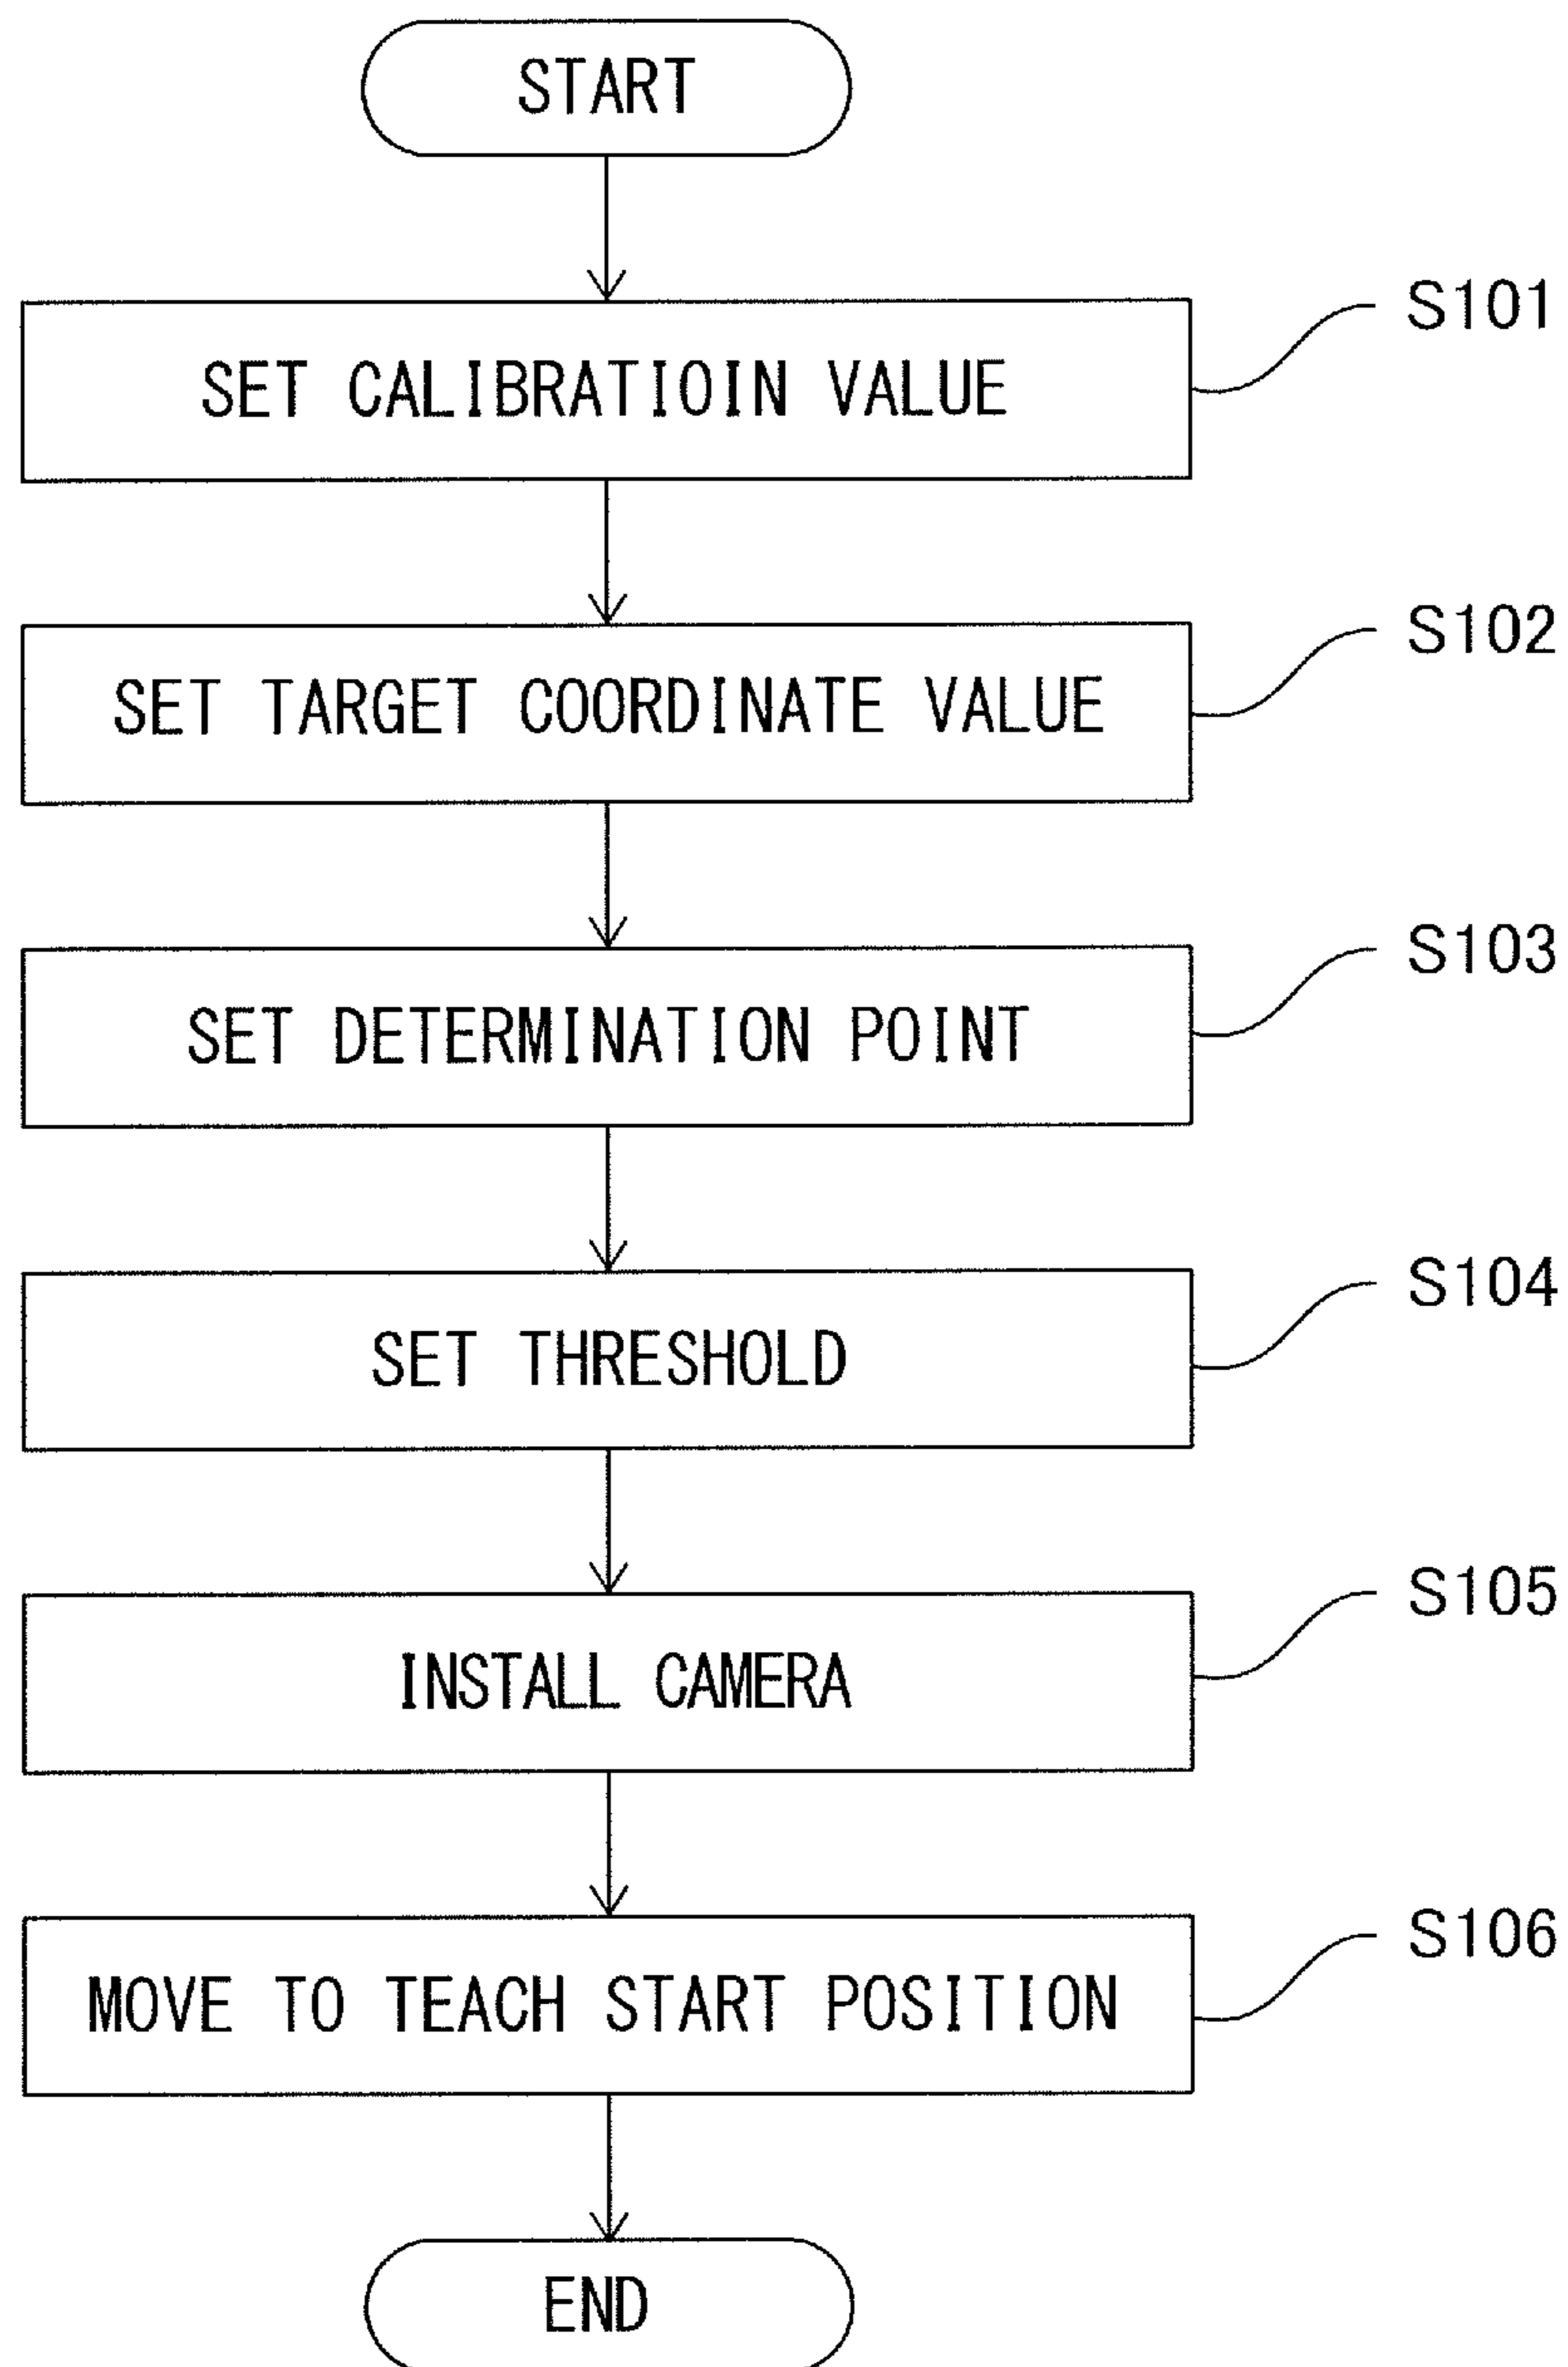 START
SET CALIBRATIOIN VALUE
S101
SET TARGET COORDINATE VALUE
S102
SET DETERMINATION POINT
S103
SET THRESHOLD
S104
INSTALL CAMERA
S105
MOVE TO TEACH START POSITION
S106
END